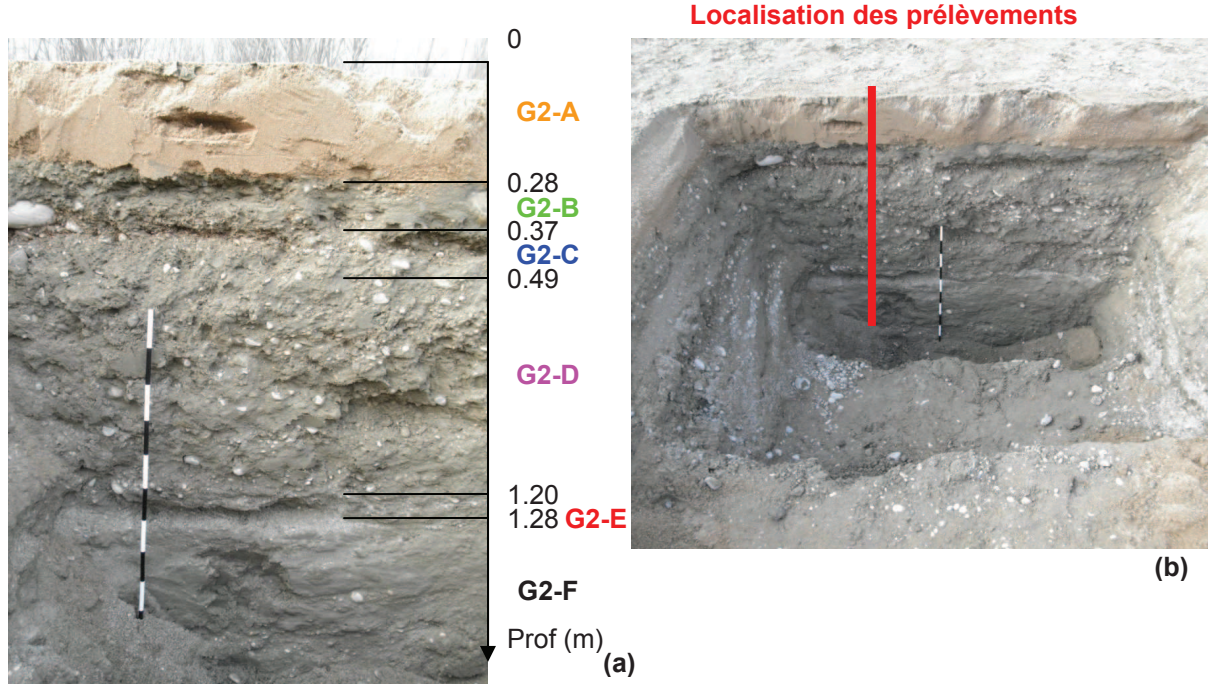 Localisation des prélèvements
0
G2-A
0.28
G2-B
0.37
G2-C
0.49
G2-D
1.20
1.28 G2-E
G2-F
Prof (m)
(a)
(b)